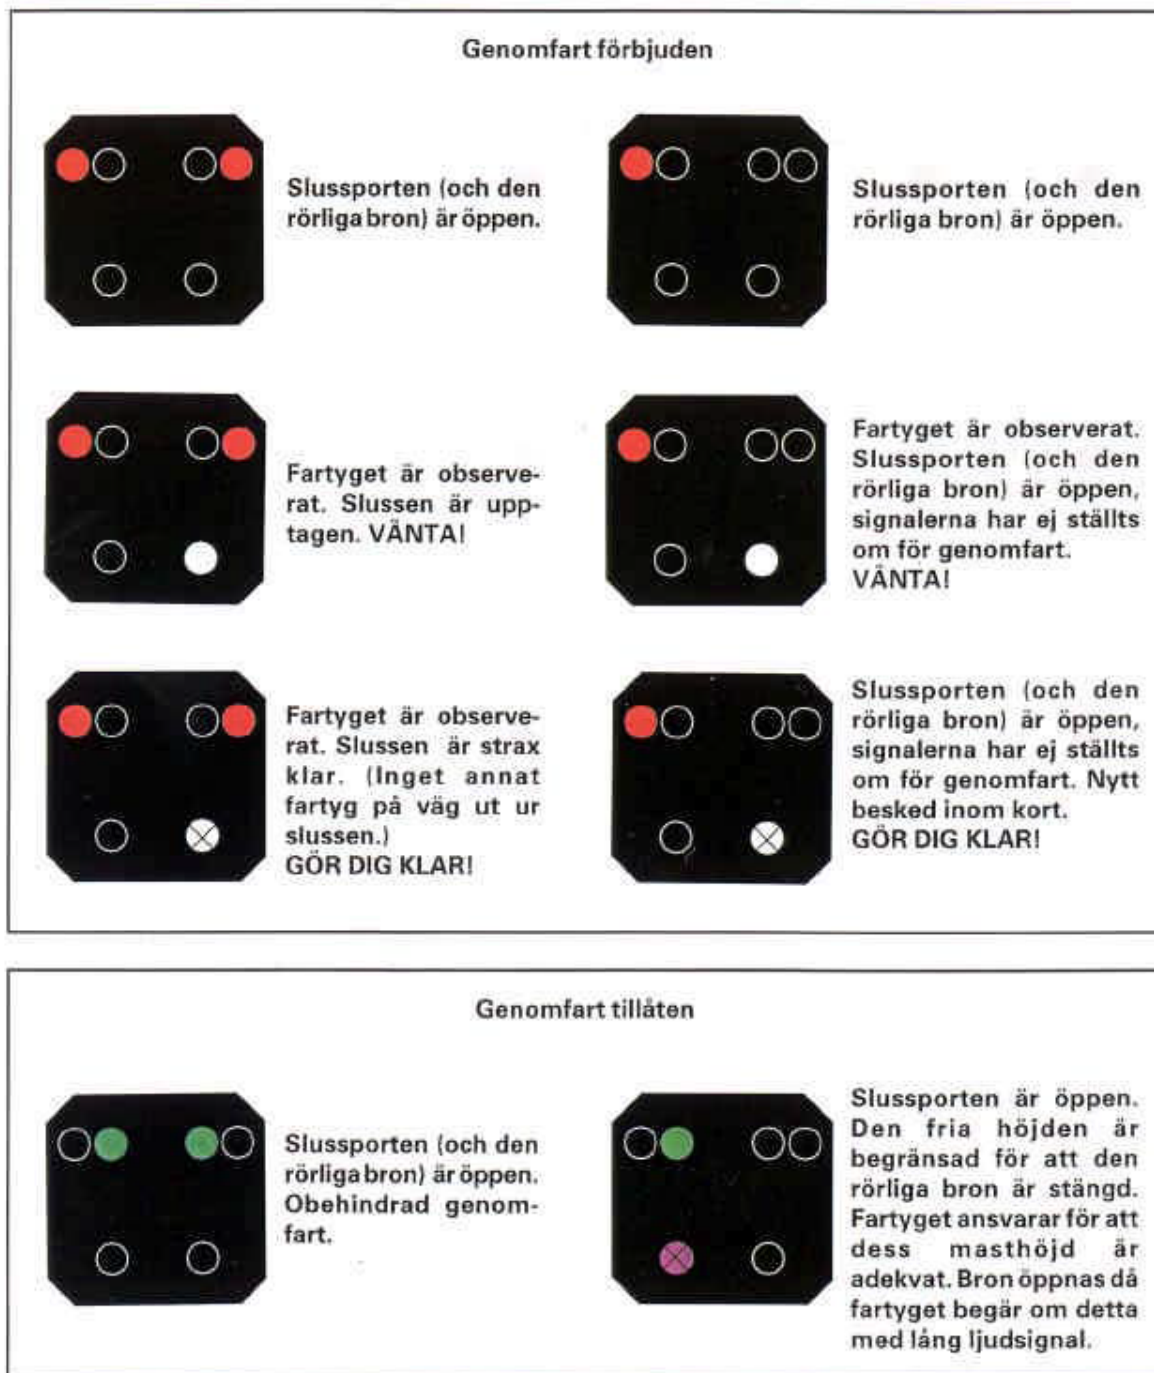 Genomfart förbjuden
Slussporten (och den
rörliga bron) är öppen.
Slussporten (och den
rörliga bron) är öppen.
Fartyget är observe-
rat. Slussen är upp-
tagen. VÄNTA!
Fartyget är observerat.
Slussporten (och den
rörliga bron) är öppen,
signalerna har ej ställts
om för genomfart.
VÄNTA!
Fartyget är observe-
rat. Slussen är strax
klar. (Inget annat
fartyg på väg ut ur
slussen.)
GÖR DIG KLAR!
Slussporten (och den
rörliga bron) är öppen,
signalerna har ej ställts
om för genomfart. Nytt
besked inom kort.
GÖR DIG KLAR!
Genomfart tillåten
Slussporten (och den
rörliga bron) är öppen.
Obehindrad genom-
fart.
Slussporten är öppen.
Den fria höjden är
begränsad för att den
rörliga bron är stängd.
Fartyget ansvarar för att
dess masthöjd är
adekvat. Bron öppnas då
fartyget begär om detta
med lång ljudsignal.